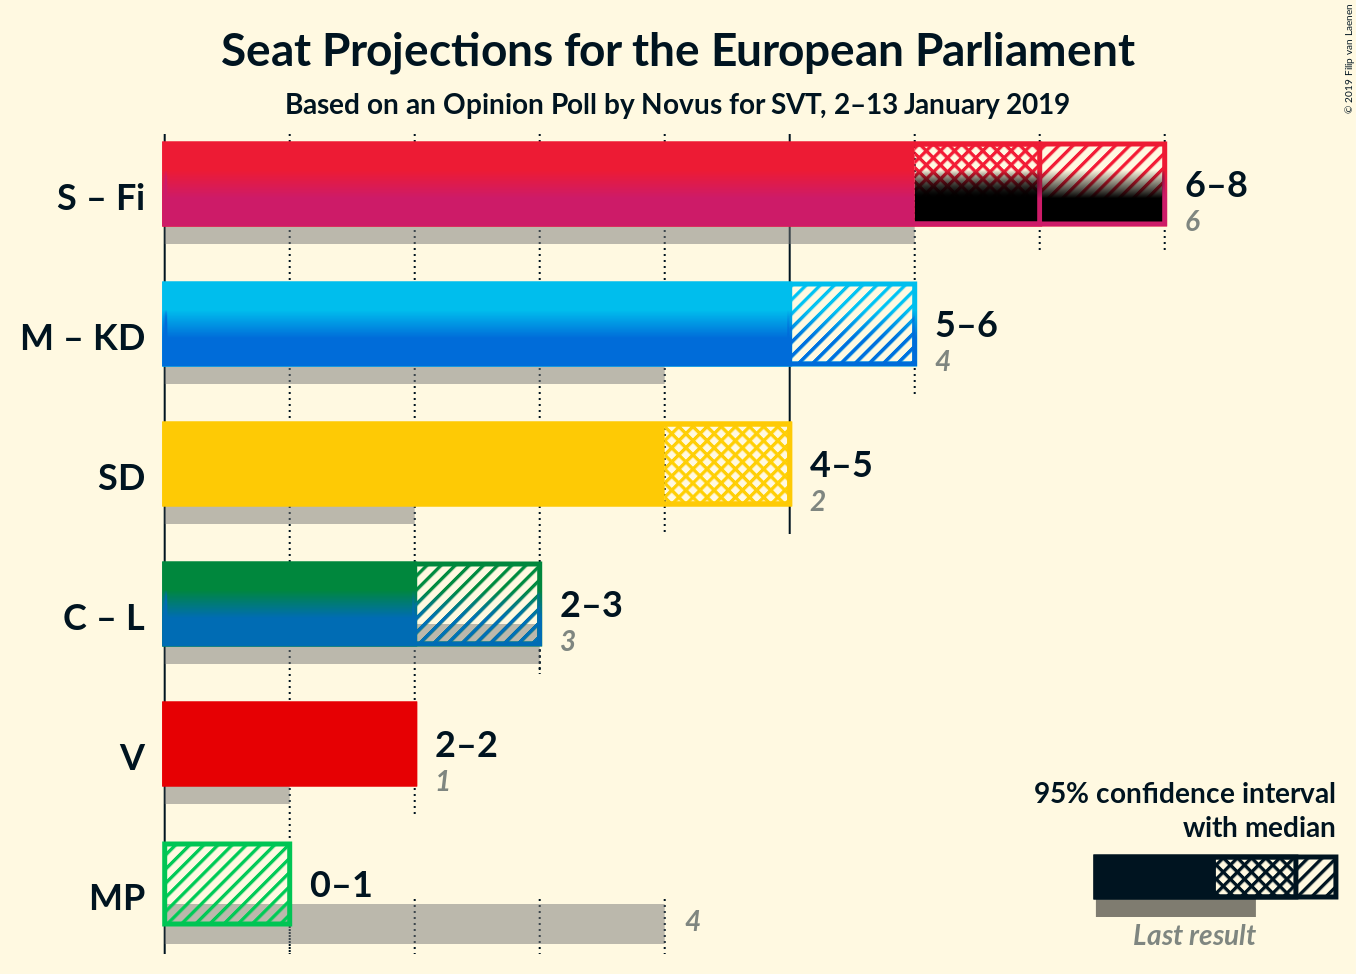 Seat Projections for the European Parliament
Based on an Opinion Poll by Novus for SVT, 2–13 January 2019
© 2019 Filip van Laenen
S – Fi
6–8
6
M – KD
5–6
4
SD
4–5
2
C – L
2–3
3
V
2–2
1
MP
0–1
4
95% confidence interval
with median
Last result